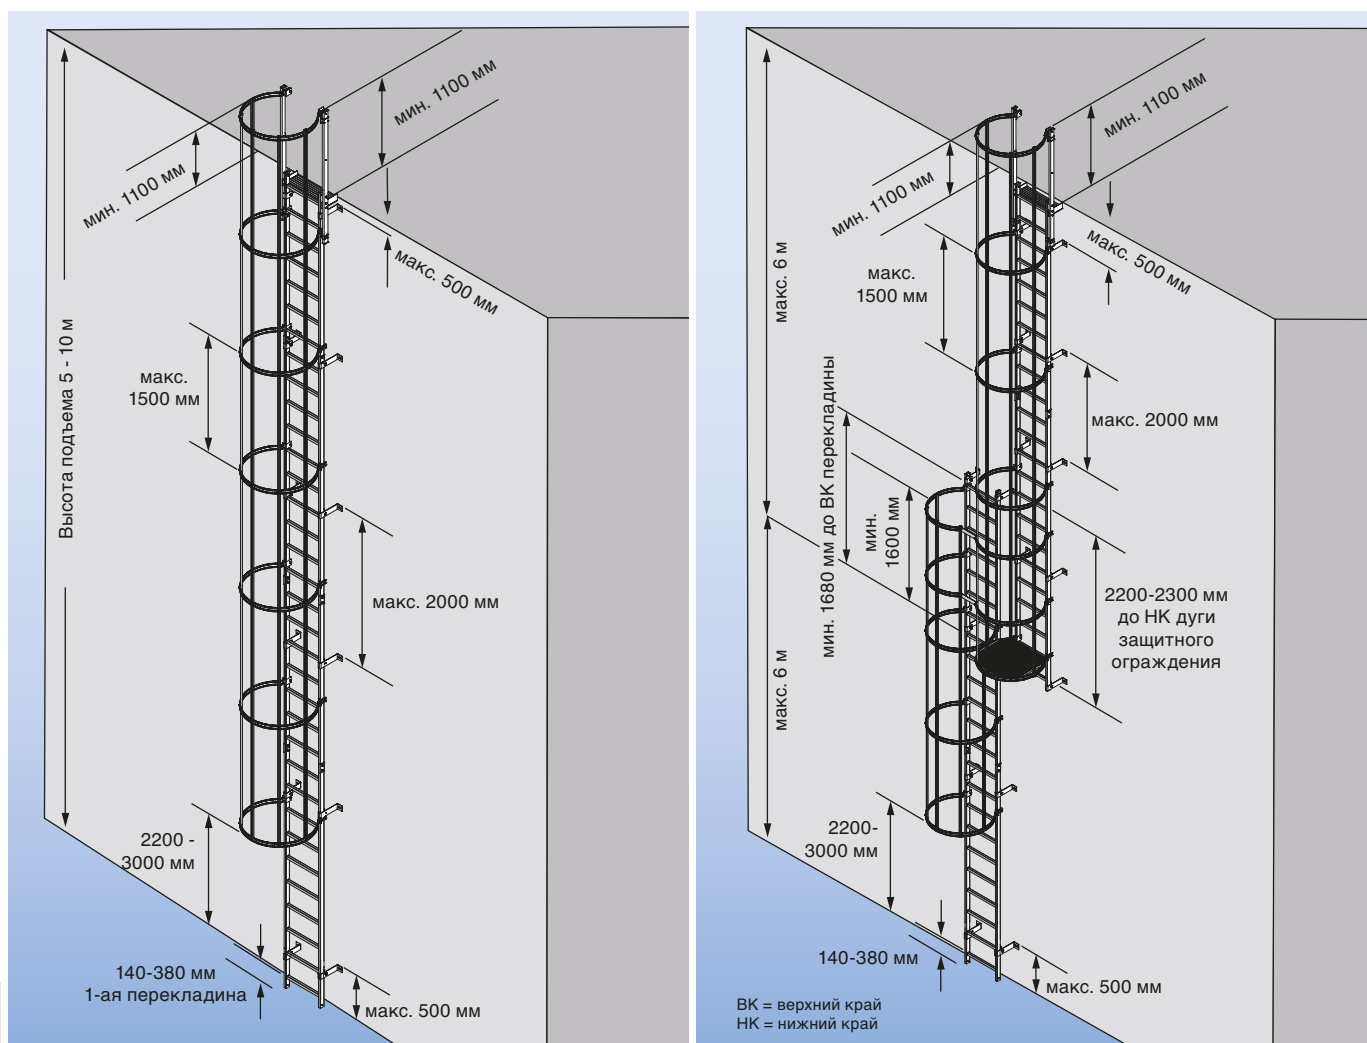 мин. 1100 мм
мин. 1100 мм
макс. 500 мм
Высота подъема 5 - 10 м
макс.
1500 мм
макс. 2000 мм
2200 -
3000 мм
140-380 мм
1-ая перекладина
макс. 500 мм
мин. 1100 мм
мин. 1100 мм
макс. 500 мм
макс. 6 м
макс.
1500 мм
макс. 2000 мм
мин. 1680 мм до ВК перекладины
мин.
1600 мм
2200-2300 мм
до НК дуги
защитного
ограждения
макс. 6 м
2200-
3000 мм
140-380 мм
макс. 500 мм
ВК = верхний край
НК = нижний край